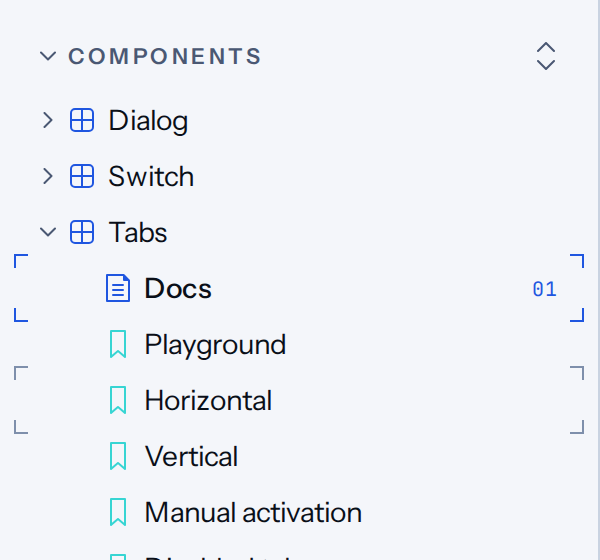 COMPONENTS
Dialog
Switch
Tabs
Docs 01
Playground
Horizontal
Vertical
Manual activation